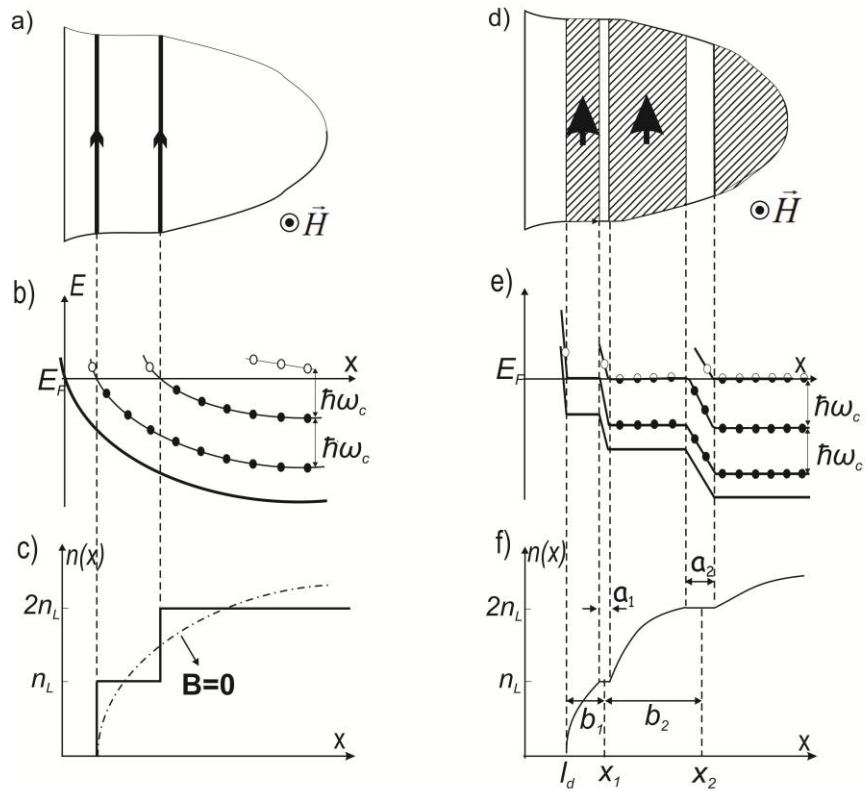 a)
H⃗
b)
E
x
E_F
ħω_c
ħω_c
c)
n(x)
2n_L
n_L
B=0
x
d)
H⃗
e)
x
E_F
ħω_c
ħω_c
f)
n(x)
a_1
a_2
2n_L
n_L
b_1
b_2
x
l_d
x_1
x_2